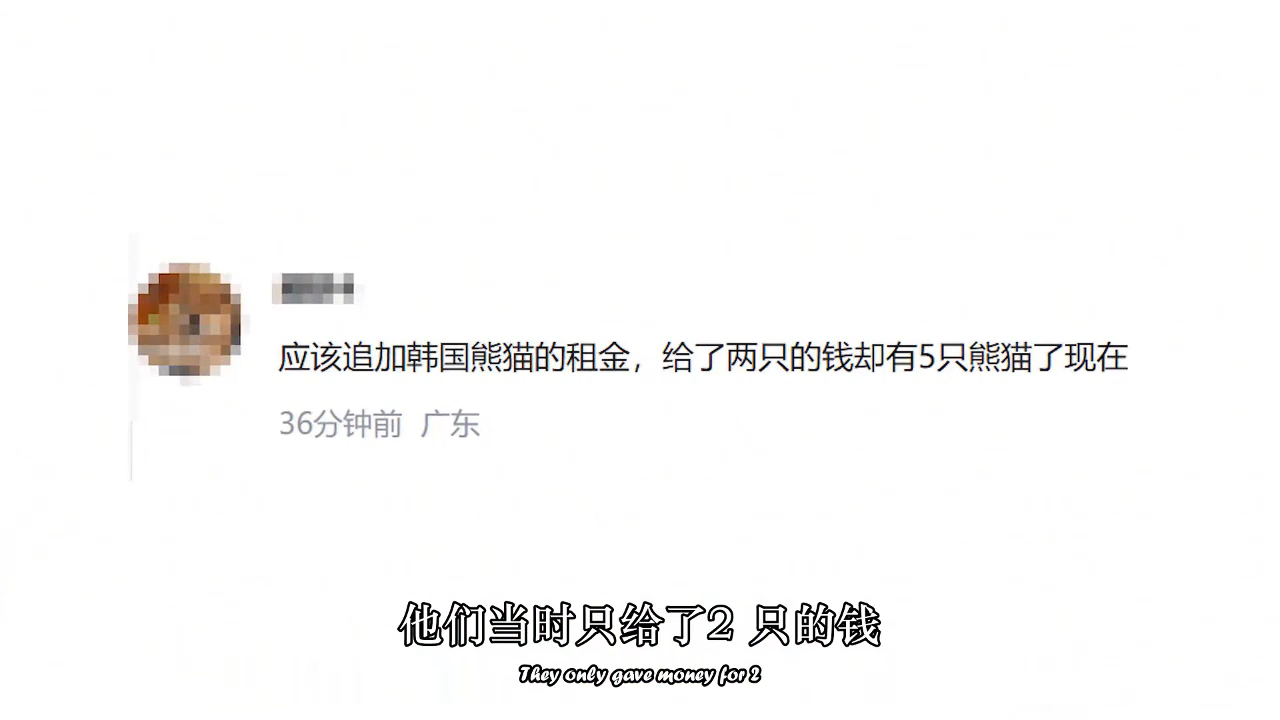 应该追加韩国熊猫的租金，给了两只的钱却有5只熊猫了现在
36分钟前 广东
他们当时只给了2 只的钱
They only gave money for 2